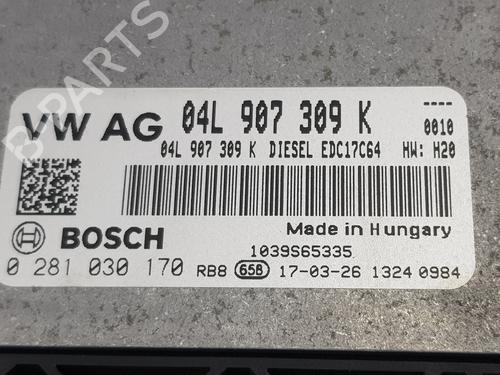 B-PARTS
VW AG 04L 907 309 K ----
0010
04L 907 309 K DIESEL EDC17C64 HW: H20
BOSCH
Made in Hungary
1039S65335
0 281 030 170 RB8 658 17-03-26 1324 0984